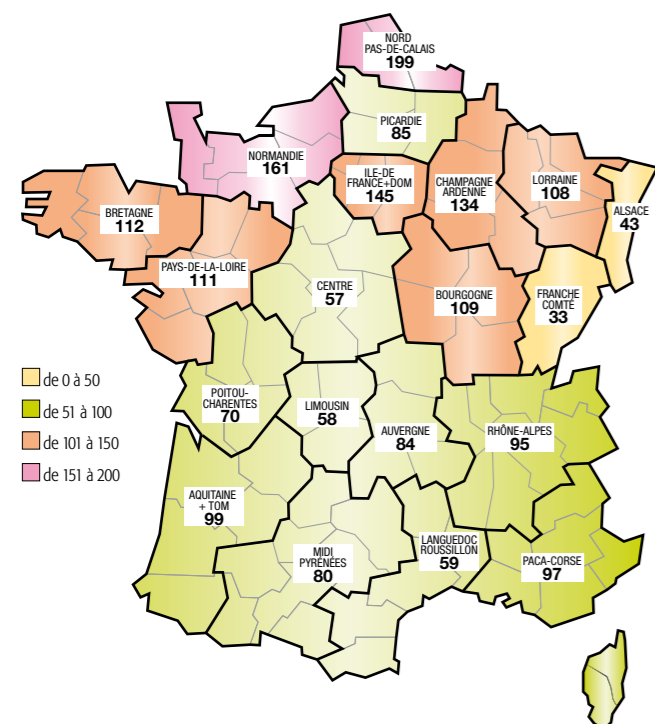 NORD
PAS-DE-CALAIS
199
PICARDIE
85
NORMANDIE
161
ILE-DE
FRANCE+DOM
145
CHAMPAGNE
ARDENNE
134
LORRAINE
108
ALSACE
43
BRETAGNE
112
PAYS-DE-LA-LOIRE
111
CENTRE
57
BOURGOGNE
109
FRANCHE
COMTÉ
33
de 0 à 50
de 51 à 100
de 101 à 150
de 151 à 200
POITOU-
CHARENTES
70
LIMOUSIN
58
AUVERGNE
84
RHÔNE-ALPES
95
AQUITAINE
+ TOM
99
MIDI
PYRÉNÉES
80
LANGUEDOC
ROUSSILLON
59
PACA-CORSE
97